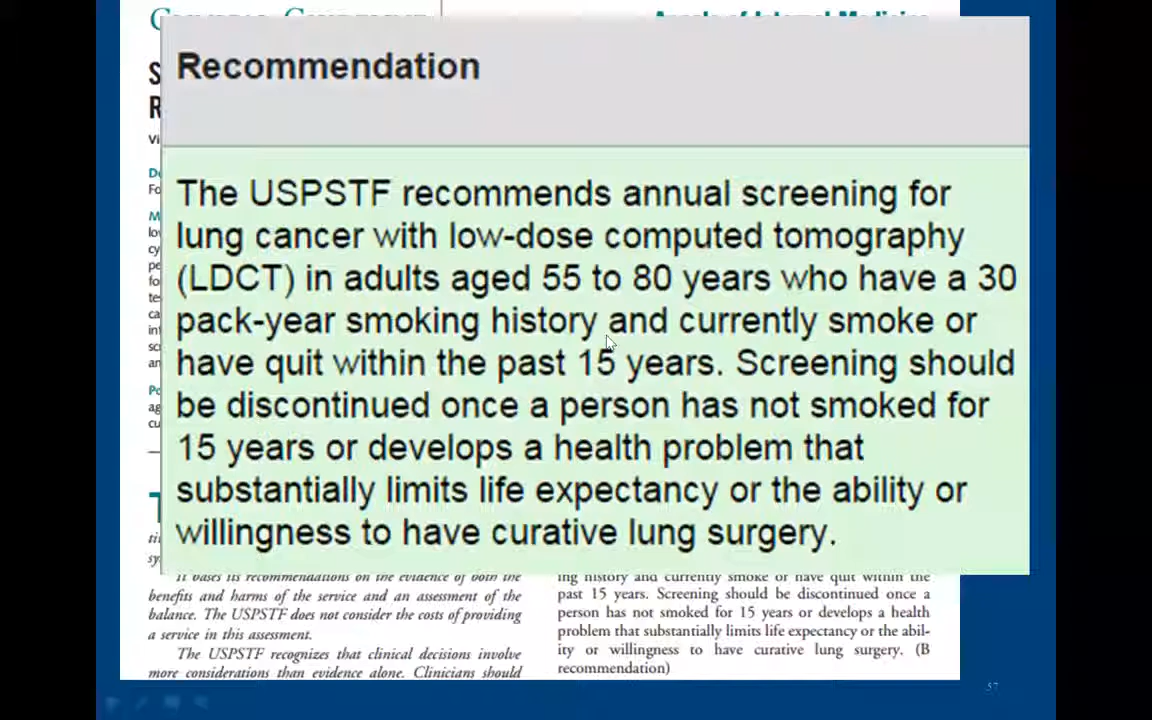 Annals of Internal Medicine
Recommendation
The USPSTF recommends annual screening for
lung cancer with low-dose computed tomography
(LDCT) in adults aged 55 to 80 years who have a 30
pack-year smoking history and currently smoke or
have quit within the past 15 years. Screening should
be discontinued once a person has not smoked for
15 years or develops a health problem that
substantially limits life expectancy or the ability or
willingness to have curative lung surgery.
It bases its recommendations on the evidence of both the
benefits and harms of the service and an assessment of the
balance. The USPSTF does not consider the costs of providing
a service in this assessment.
The USPSTF recognizes that clinical decisions involve
more considerations than evidence alone. Clinicians should
ing history and currently smoke or have quit within the
past 15 years. Screening should be discontinued once a
person has not smoked for 15 years or develops a health
problem that substantially limits life expectancy or the abil-
ity or willingness to have curative lung surgery. (B
recommendation)
57